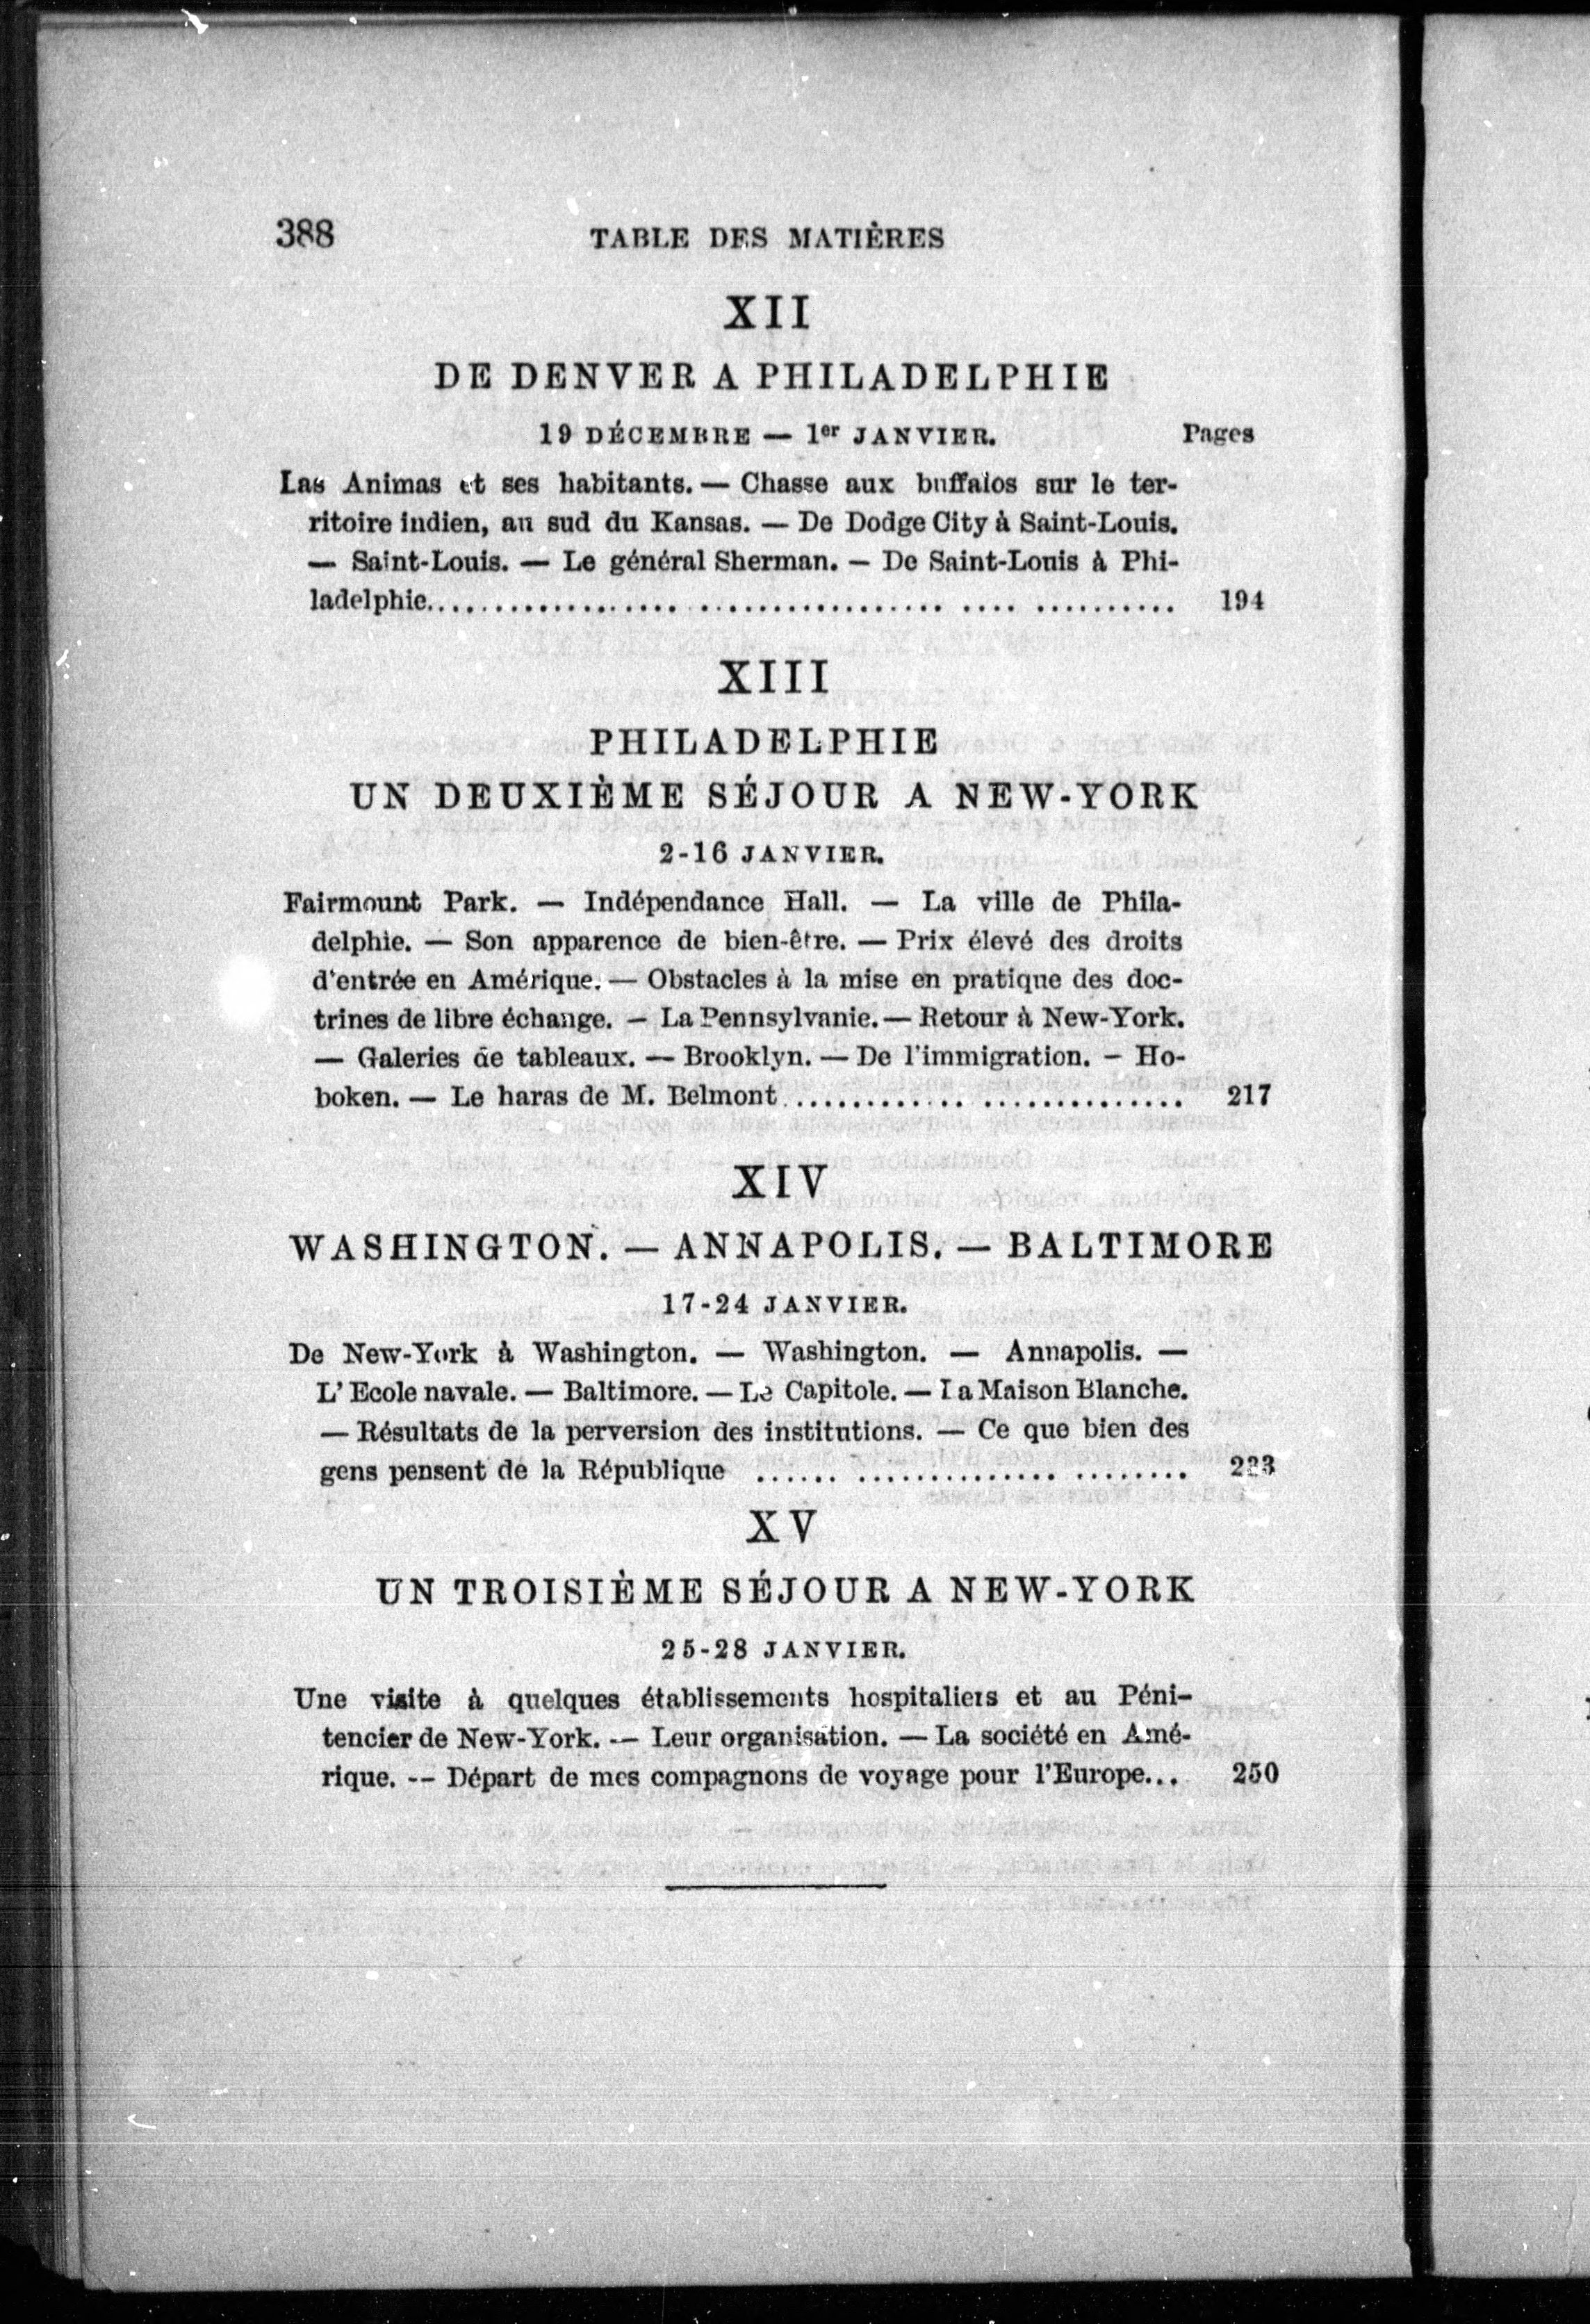 388 TABLE DES MATIÈRES
XII
DE DENVER A PHILADELPHIE
19 DÉCEMBRE — 1er JANVIER. Pages
Las Animas et ses habitants. — Chasse aux buffalos sur le ter-
ritoire indien, au sud du Kansas. — De Dodge City à Saint-Louis.
— Saint-Louis. — Le général Sherman. — De Saint-Louis à Phi-
ladelphie........................................................ 194
XIII
PHILADELPHIE
UN DEUXIÈME SÉJOUR A NEW-YORK
2-16 JANVIER.
Fairmount Park. — Indépendance Hall. — La ville de Phila-
delphie. — Son apparence de bien-être. — Prix élevé des droits
d'entrée en Amérique. — Obstacles à la mise en pratique des doc-
trines de libre échange. — La Pennsylvanie. — Retour à New-York.
— Galeries de tableaux. — Brooklyn. — De l'immigration. — Ho-
boken. — Le haras de M. Belmont .......................... 217
XIV
WASHINGTON. — ANNAPOLIS. — BALTIMORE
17-24 JANVIER.
De New-York à Washington. — Washington. — Annapolis. —
L' Ecole navale. — Baltimore. — Le Capitole. — La Maison Blanche.
— Résultats de la perversion des institutions. — Ce que bien des
gens pensent de la République ............................
XV
UN TROISIÈME SÉJOUR A NEW-YORK
25-28 JANVIER.
Une visite à quelques établissements hospitaliers et au Péni-
tencier de New-York. -- Leur organisation. — La société en Amé-
rique. -- Départ de mes compagnons de voyage pour l'Europe... 250